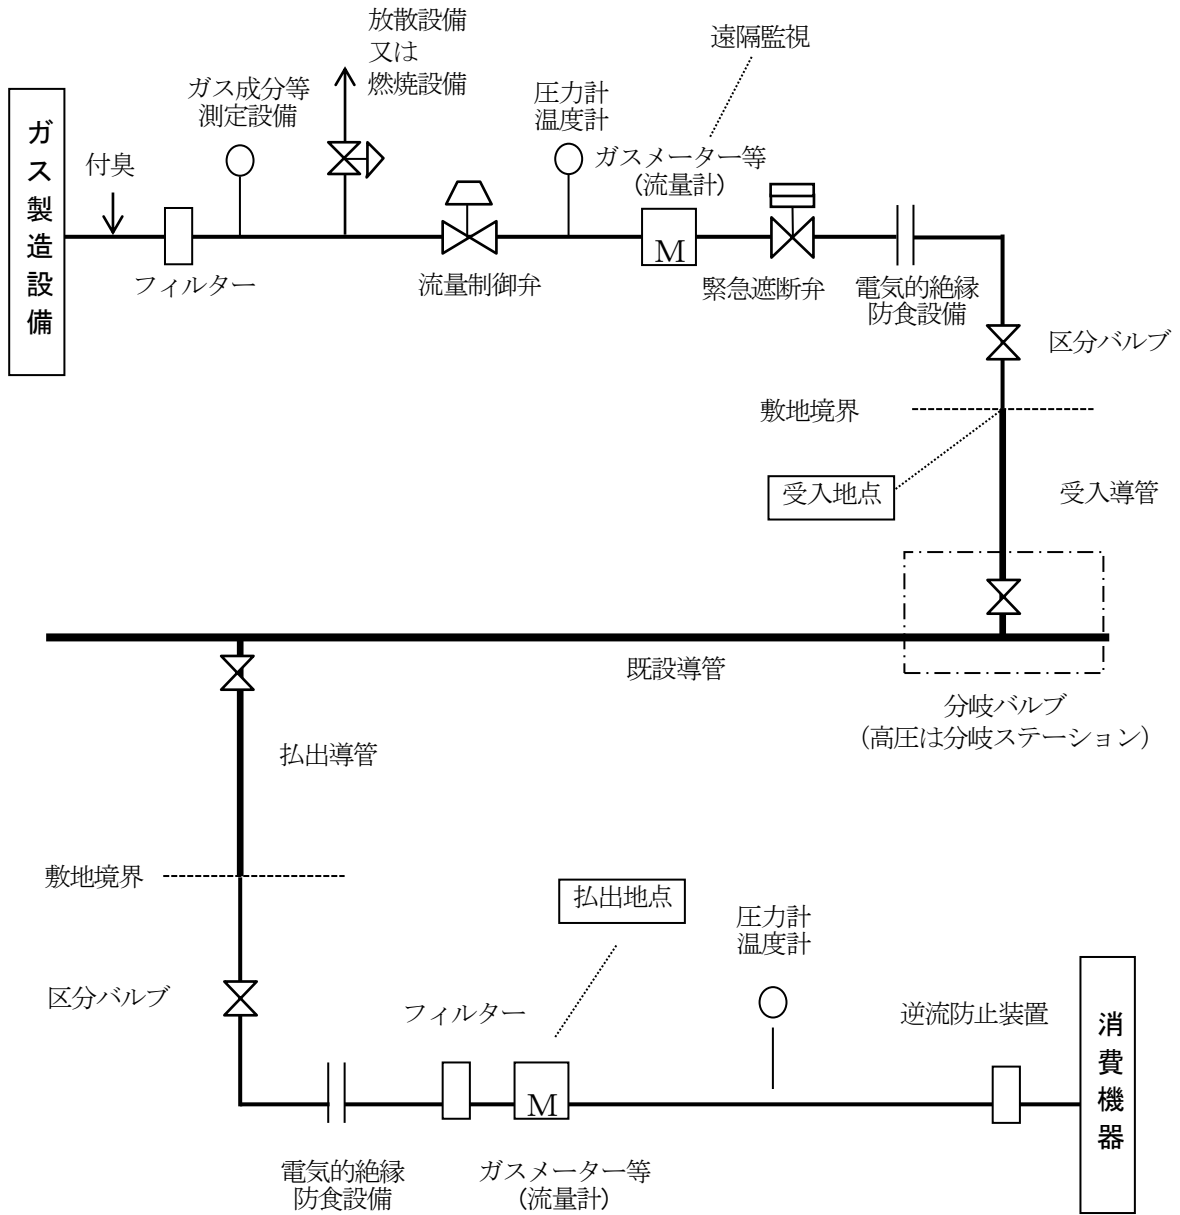 放散設備
又は
燃焼設備
遠隔監視
ガス成分等
測定設備
圧力計
温度計
ガス製造設備
付臭
ガスメーター等
（流量計）
M
フィルター
流量制御弁
緊急遮断弁
電気的絶縁
防食設備
区分バルブ
敷地境界
受入地点
受入導管
既設導管
分岐バルブ
（高圧は分岐ステーション）
払出導管
敷地境界
払出地点
圧力計
温度計
区分バルブ
フィルター
逆流防止装置
消費機器
M
電気的絶縁
防食設備
ガスメーター等
（流量計）